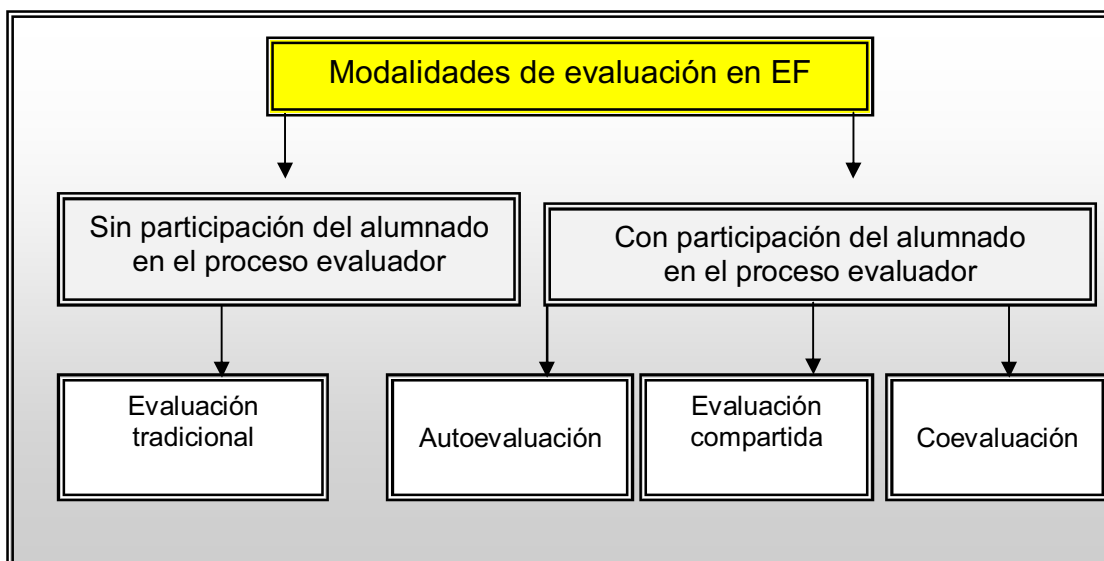 Modalidades de evaluación en EF
Sin participación del alumnado
en el proceso evaluador
Con participación del alumnado
en el proceso evaluador
Evaluación
tradicional
Autoevaluación
Evaluación
compartida
Coevaluación